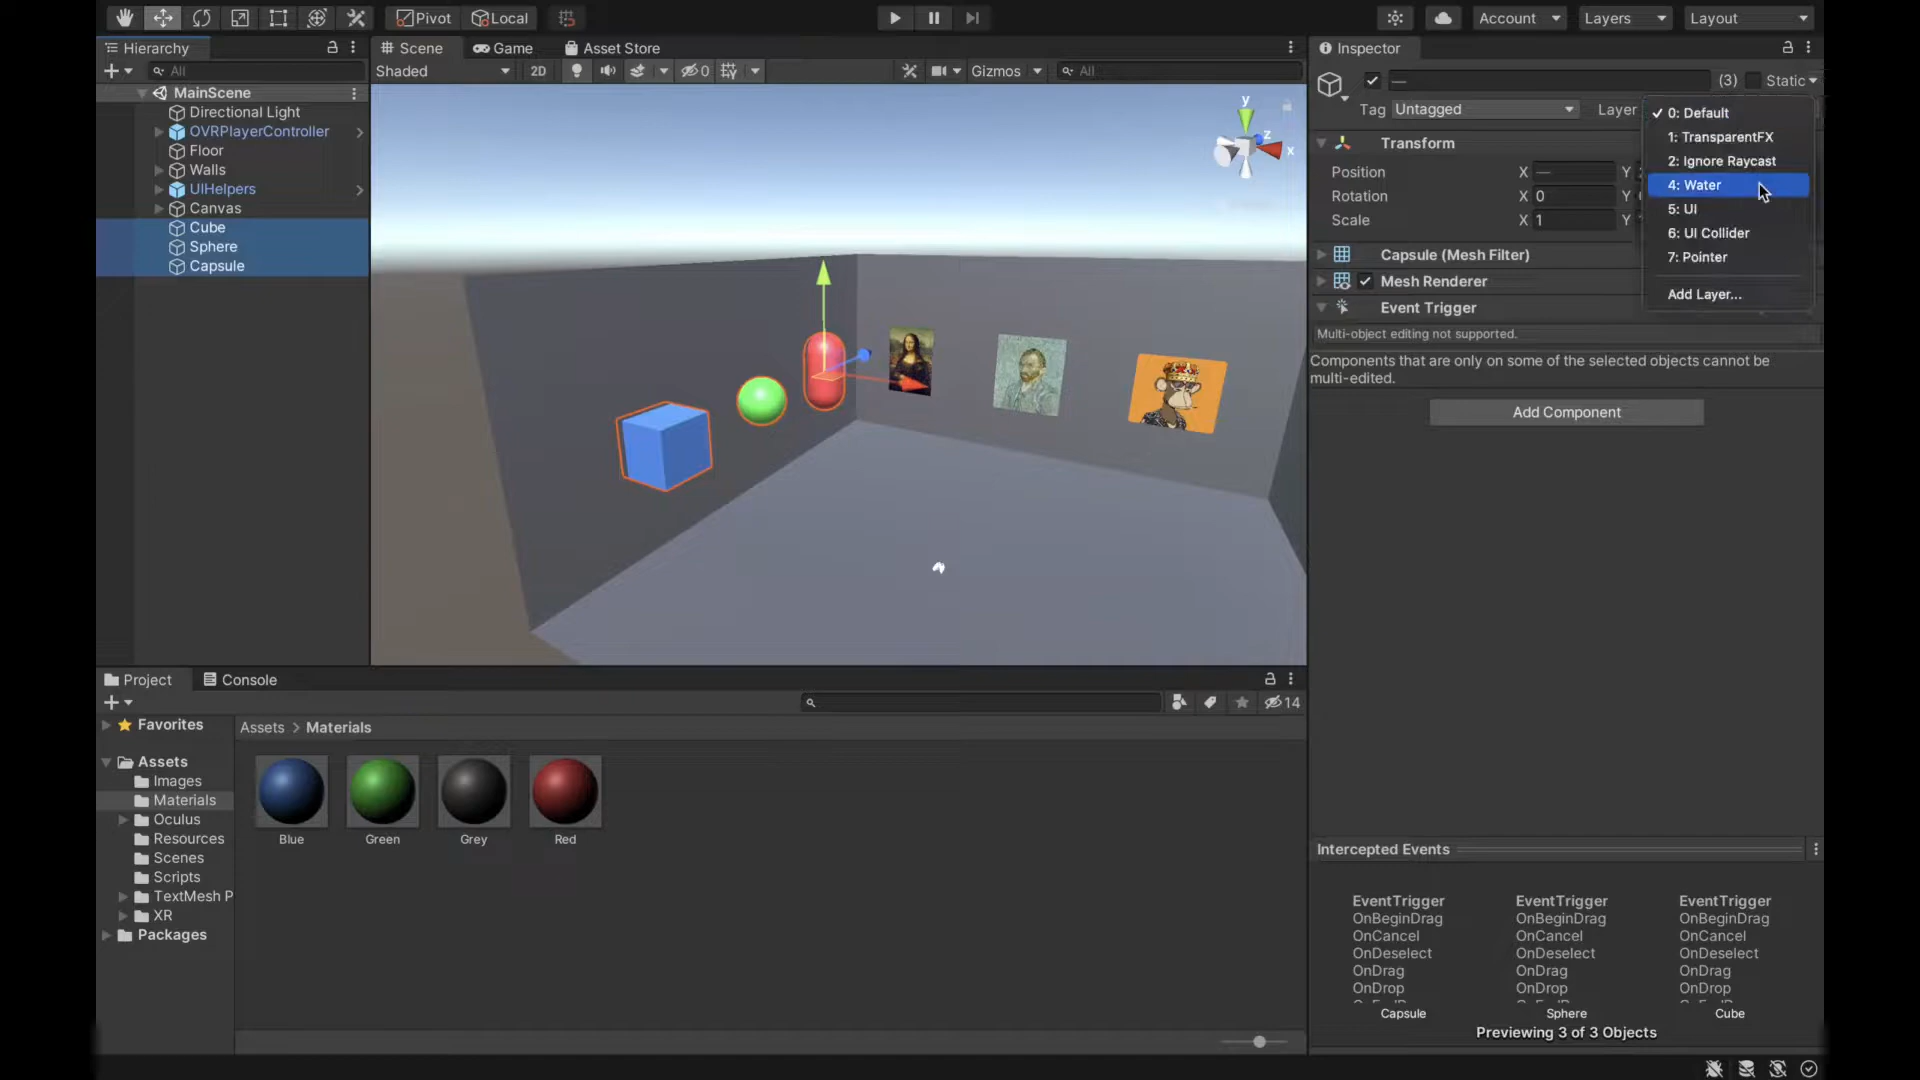 Pivot Local Account Layers Layout
Hierarchy
All
MainScene
Directional Light
OVRPlayerController
Floor
Walls
UIHelpers
Canvas
Cube
Sphere
Capsule
Scene Game Asset Store
Shaded 2D 0 Gizmos All
y
z
x
Inspector
(3) Static
Tag Untagged Layer
0: Default
1: TransparentFX
2: Ignore Raycast
4: Water
5: UI
6: UI Collider
7: Pointer
Add Layer...
Transform
Position X — Y
Rotation X 0 Y
Scale X 1 Y
Capsule (Mesh Filter)
Mesh Renderer
Event Trigger
Multi-object editing not supported.
Components that are only on some of the selected objects cannot be
multi-edited.
Add Component
Project Console
14
Favorites
Assets
Images
Materials
Oculus
Resources
Scenes
Scripts
TextMesh P
XR
Packages
Assets > Materials
Blue Green Grey Red
Intercepted Events
EventTrigger EventTrigger EventTrigger
OnBeginDrag OnBeginDrag OnBeginDrag
OnCancel OnCancel OnCancel
OnDeselect OnDeselect OnDeselect
OnDrag OnDrag OnDrag
OnDrop OnDrop OnDrop
Capsule Sphere Cube
Previewing 3 of 3 Objects